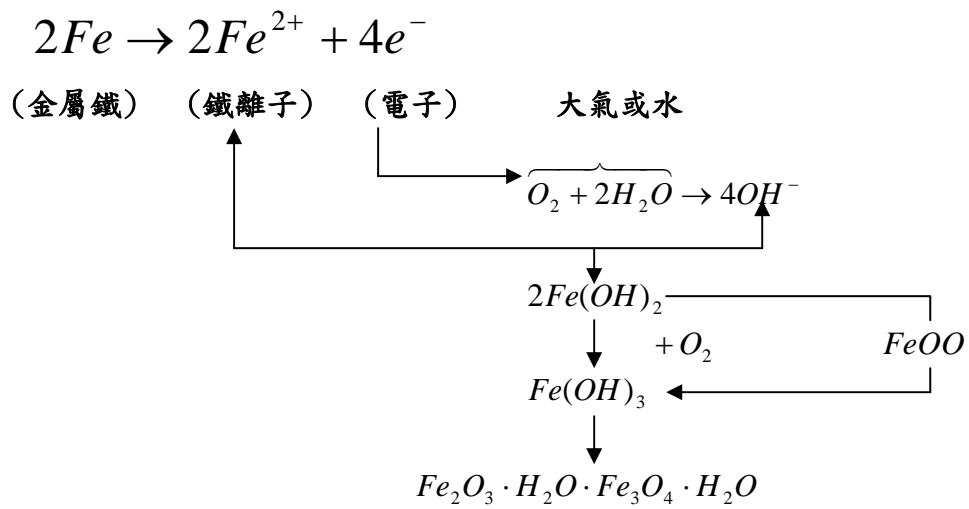 2Fe → 2Fe²⁺ + 4e⁻
(金屬鐵) (鐵離子) (電子) 大氣或水
O₂ + 2H₂O → 4OH⁻
2Fe(OH)₂
+ O₂ FeOO
Fe(OH)₃
Fe₂O₃ · H₂O · Fe₃O₄ · H₂O